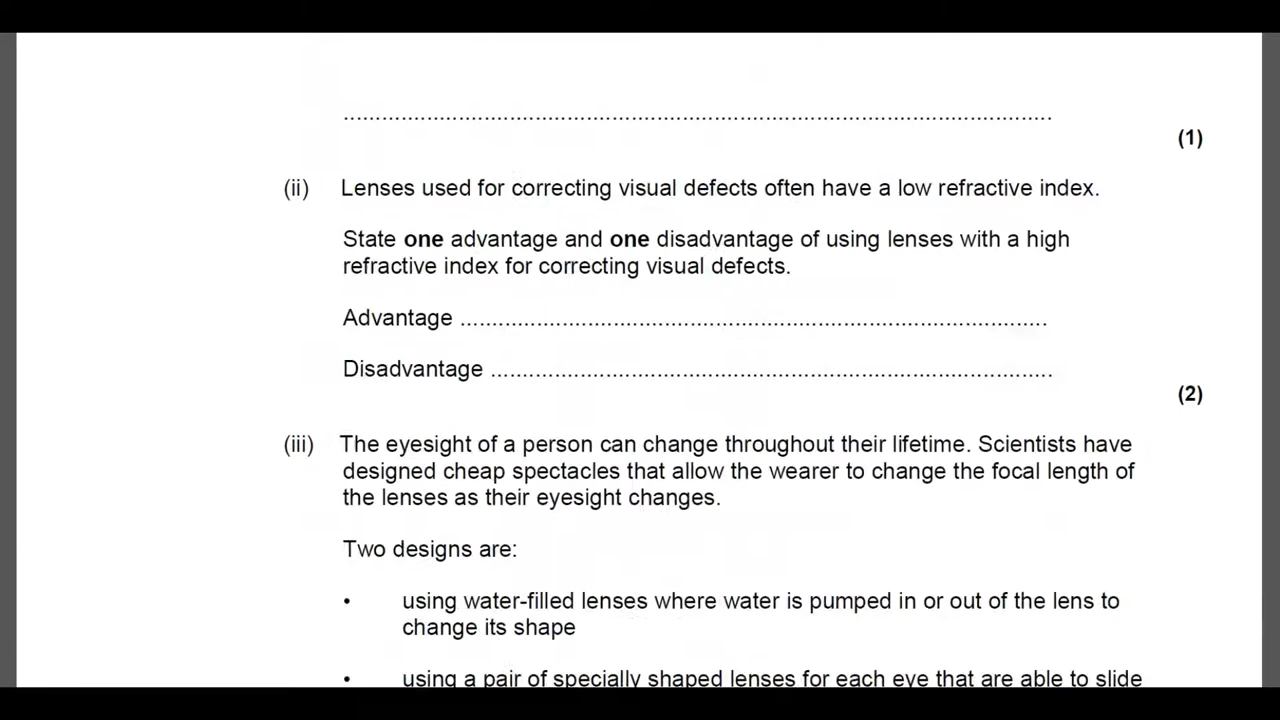 ................................................................................................................
(1)
(ii) Lenses used for correcting visual defects often have a low refractive index.
State one advantage and one disadvantage of using lenses with a high
refractive index for correcting visual defects.
Advantage .............................................................................................
Disadvantage ........................................................................................
(2)
(iii) The eyesight of a person can change throughout their lifetime. Scientists have
designed cheap spectacles that allow the wearer to change the focal length of
the lenses as their eyesight changes.
Two designs are:
• using water-filled lenses where water is pumped in or out of the lens to
change its shape
• using a pair of specially shaped lenses for each eye that are able to slide